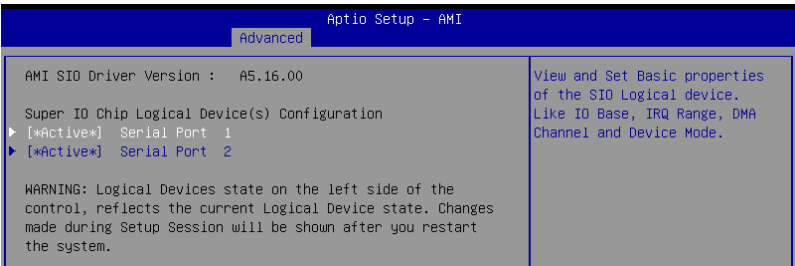 Aptio Setup – AMI
Advanced
AMI SIO Driver Version : A5.16.00
Super IO Chip Logical Device(s) Configuration
[*Active*] Serial Port 1
[*Active*] Serial Port 2
WARNING: Logical Devices state on the left side of the
control, reflects the current Logical Device state. Changes
made during Setup Session will be shown after you restart
the system.
View and Set Basic properties
of the SIO Logical device.
Like IO Base, IRQ Range, DMA
Channel and Device Mode.